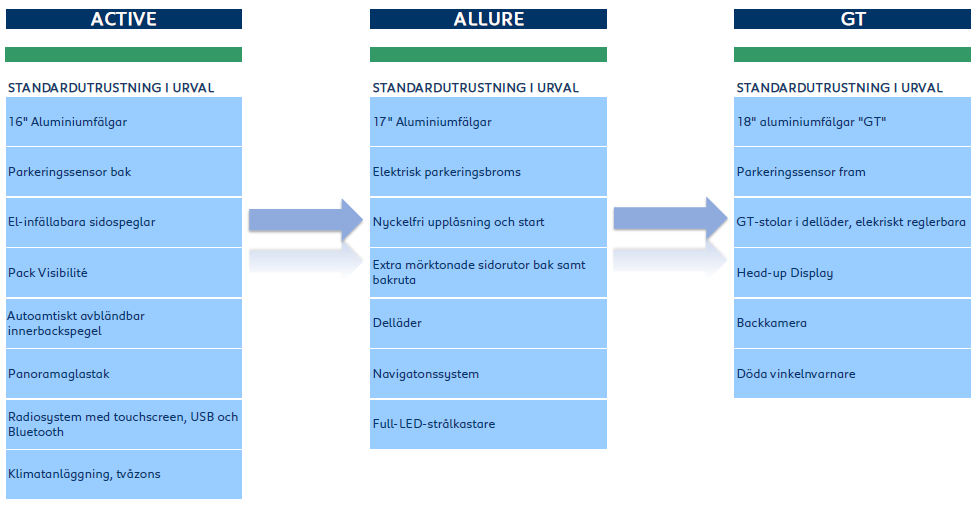 ACTIVE
STANDARDUTRUSTNING I URVAL
16" Aluminiumfälgar
Parkeringssensor bak
El-infällabara sidospeglar
Pack Visibilité
Autoamtiskt avbländbar
innerbackspegel
Panoramaglastak
Radiosystem med touchscreen, USB och
Bluetooth
Klimatanläggning, tvåzons
ALLURE
STANDARDUTRUSTNING I URVAL
17" Aluminiumfälgar
Elektrisk parkeringsbroms
Nyckelfri upplåsning och start
Extra mörktonade sidorutor bak samt
bakruta
Delläder
Navigatonssystem
Full-LED-strålkastare
GT
STANDARDUTRUSTNING I URVAL
18" aluminiumfälgar "GT"
Parkeringssensor fram
GT-stolar i delläder, elekriskt reglerbara
Head-up Display
Backkamera
Döda vinkelnvarnare